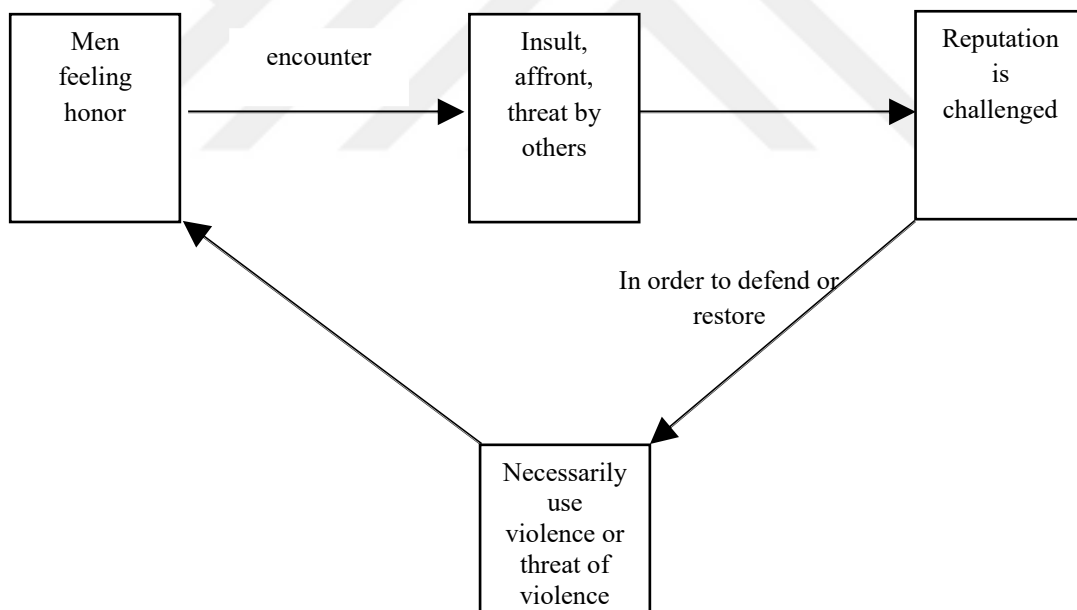 Men
feeling
honor
encounter
Insult,
affront,
threat by
others
Reputation
is
challenged
In order to defend or
restore
Necessarily
use
violence or
threat of
violence